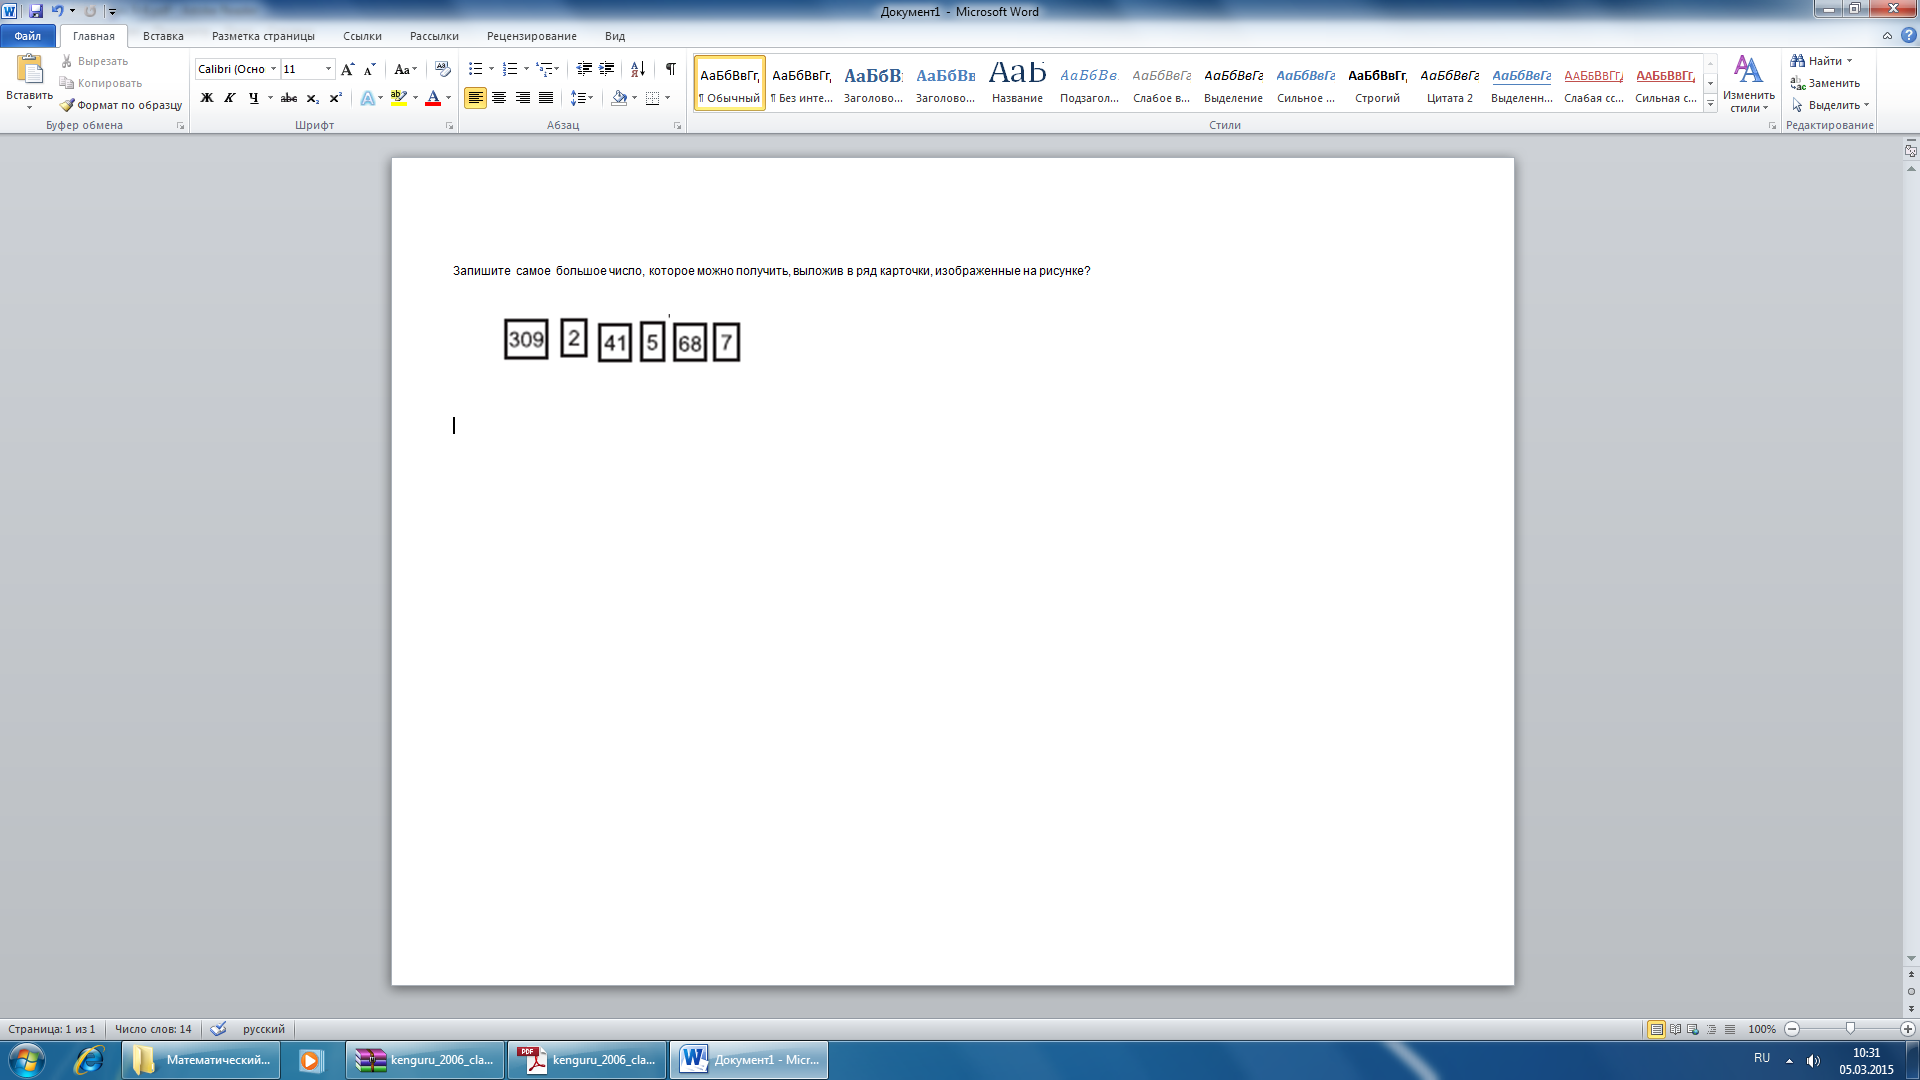 Документ1 - Microsoft Word
Файл Главная Вставка Разметка страницы Ссылки Рассылки Рецензирование Вид
Вставить
Вырезать
Копировать
Формат по образцу
Буфер обмена
Calibri (Осно 11
Шрифт
Абзац
АаБбВвГг, АаБбВвГг, АаБбВ АаБбВв АаБ АаБбВв. АаБбВвГг АаБбВвГг АаБбВвГг АаБбВвГг, АаБбВвГг АаБбВвГг АаБбВвГг, АаБбВвГг,
¶ Обычный ¶ Без инте... Заголово... Заголово... Название Подзагол... Слабое в... Выделение Сильное ... Строгий Цитата 2 Выделенн... Слабая сс... Сильная с...
Стили
Изменить
стили
Найти
Заменить
Выделить
Редактирование
Запишите самое большое число, которое можно получить, выложив в ряд карточки, изображенные на рисунке?
309 2 41 5 68 7
Страница: 1 из 1 Число слов: 14 русский 100%
Математический... kenguru_2006_cla... kenguru_2006_cla... Документ1 - Micr... RU
10:31
05.03.2015